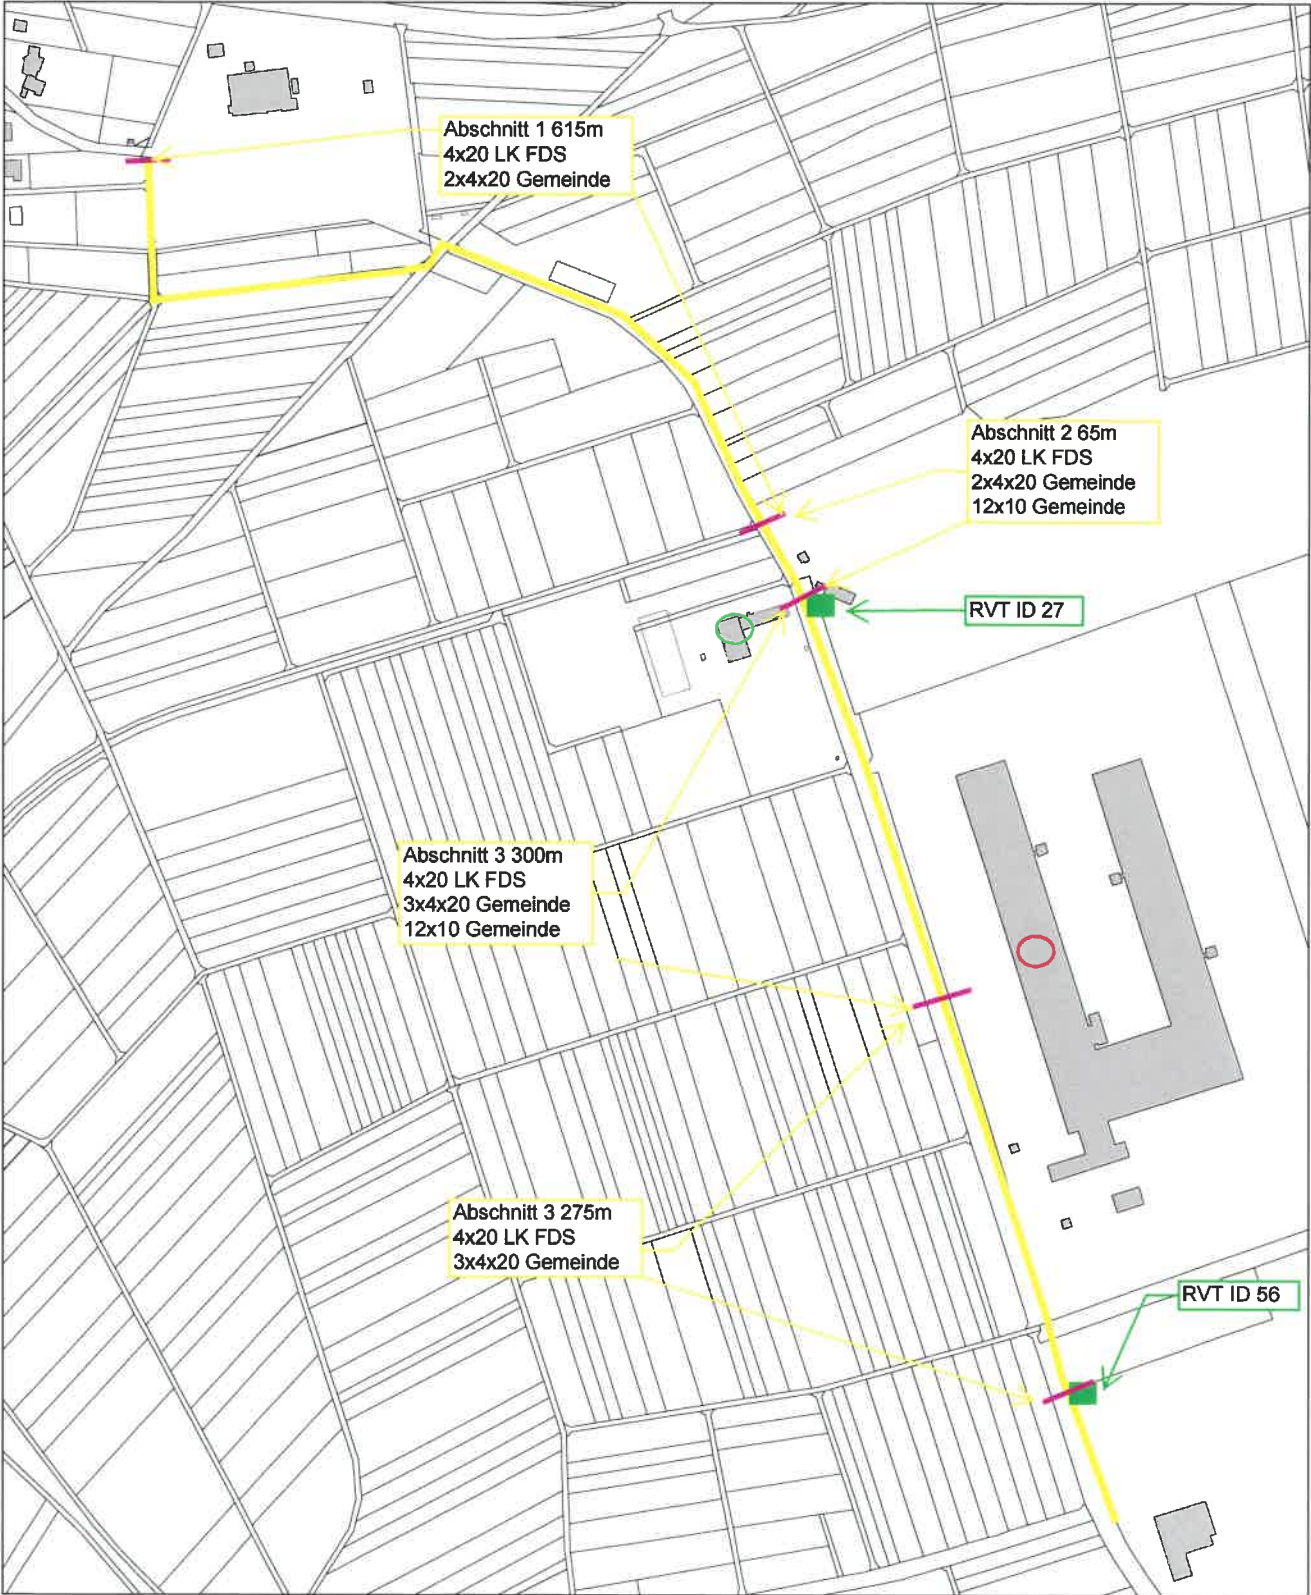 Abschnitt 1 615m
4x20 LK FDS
2x4x20 Gemeinde
Abschnitt 2 65m
4x20 LK FDS
2x4x20 Gemeinde
12x10 Gemeinde
RVT ID 27
Abschnitt 3 300m
4x20 LK FDS
3x4x20 Gemeinde
12x10 Gemeinde
Abschnitt 3 275m
4x20 LK FDS
3x4x20 Gemeinde
RVT ID 56